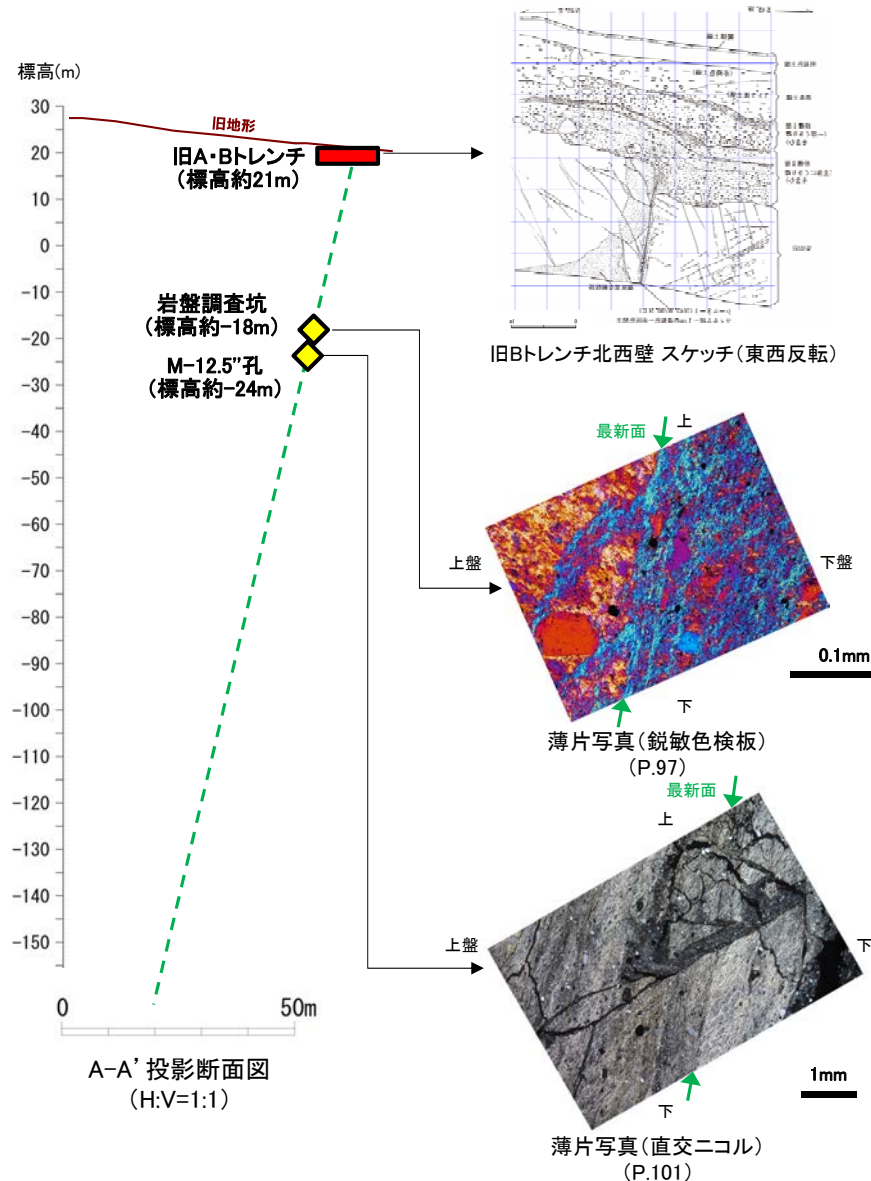 標高(m)
30
20
10
0
-10
-20
-30
-40
-50
-60
-70
-80
-90
-100
-110
-120
-130
-140
-150
旧地形
旧A・Bトレンチ
(標高約21m)
岩盤調査坑
(標高約-18m)
M-12.5"孔
(標高約-24m)
0
50m
A-A'投影断面図
(H:V=1:1)
旧Bトレンチ北西壁 スケッチ(東西反転)
最新面
上
上盤
下盤
0.1mm
下
薄片写真(鋭敏色検板)
(P.97)
最新面
上
上盤
下
1mm
下
薄片写真(直交ニコル)
(P.101)